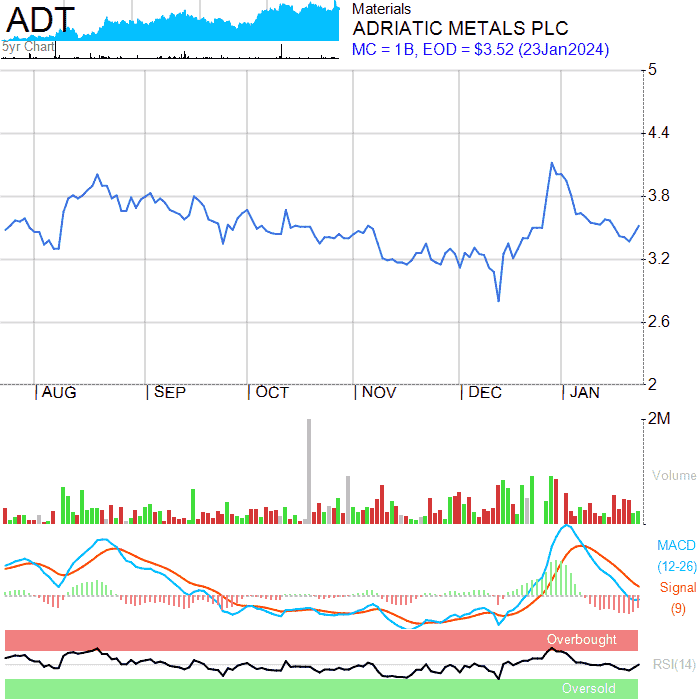 ADT
5yr Chart
Materials
ADRIATIC METALS PLC
MC = 1B, EOD = $3.52 (23Jan2024)
5
4.4
3.8
3.2
2.6
2
AUG SEP OCT NOV DEC JAN
2M
Volume
MACD
(12-26)
Signal
(9)
Overbought
RSI(14)
Oversold